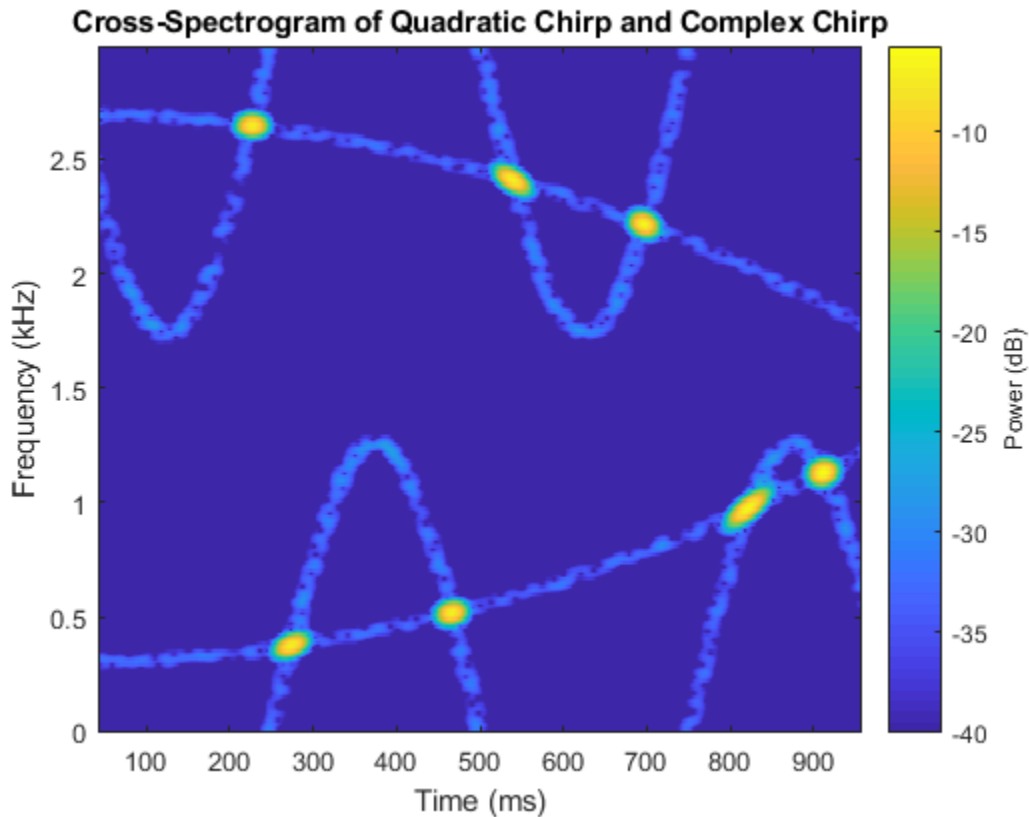 Cross-Spectrogram of Quadratic Chirp and Complex Chirp
Frequency (kHz)
2.5
2
1.5
1
0.5
0
100 200 300 400 500 600 700 800 900
Time (ms)
-10
-15
-20
-25
-30
-35
-40
Power (dB)